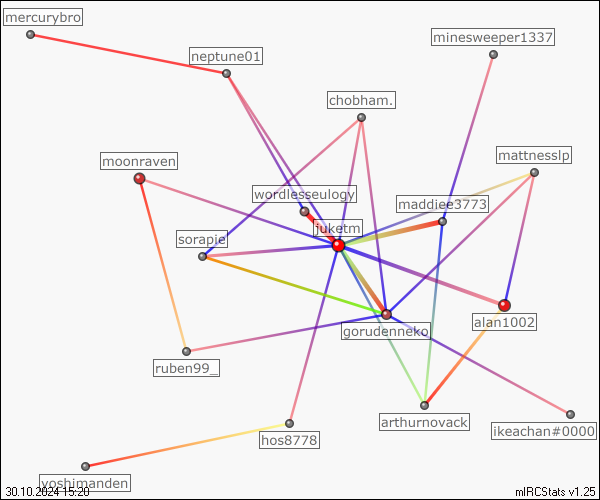 mercurybro
minesweeper1337
neptune01
chobham.
moonraven
mattnesslp
wordlesseulogy
maddiee3773
juketm
sorapie
gorudenneko
alan1002
ruben99_
arthurnovack
ikeachan#0000
hos8778
yoshimanden
30.10.2024 15:20
mIRCStats v1.25